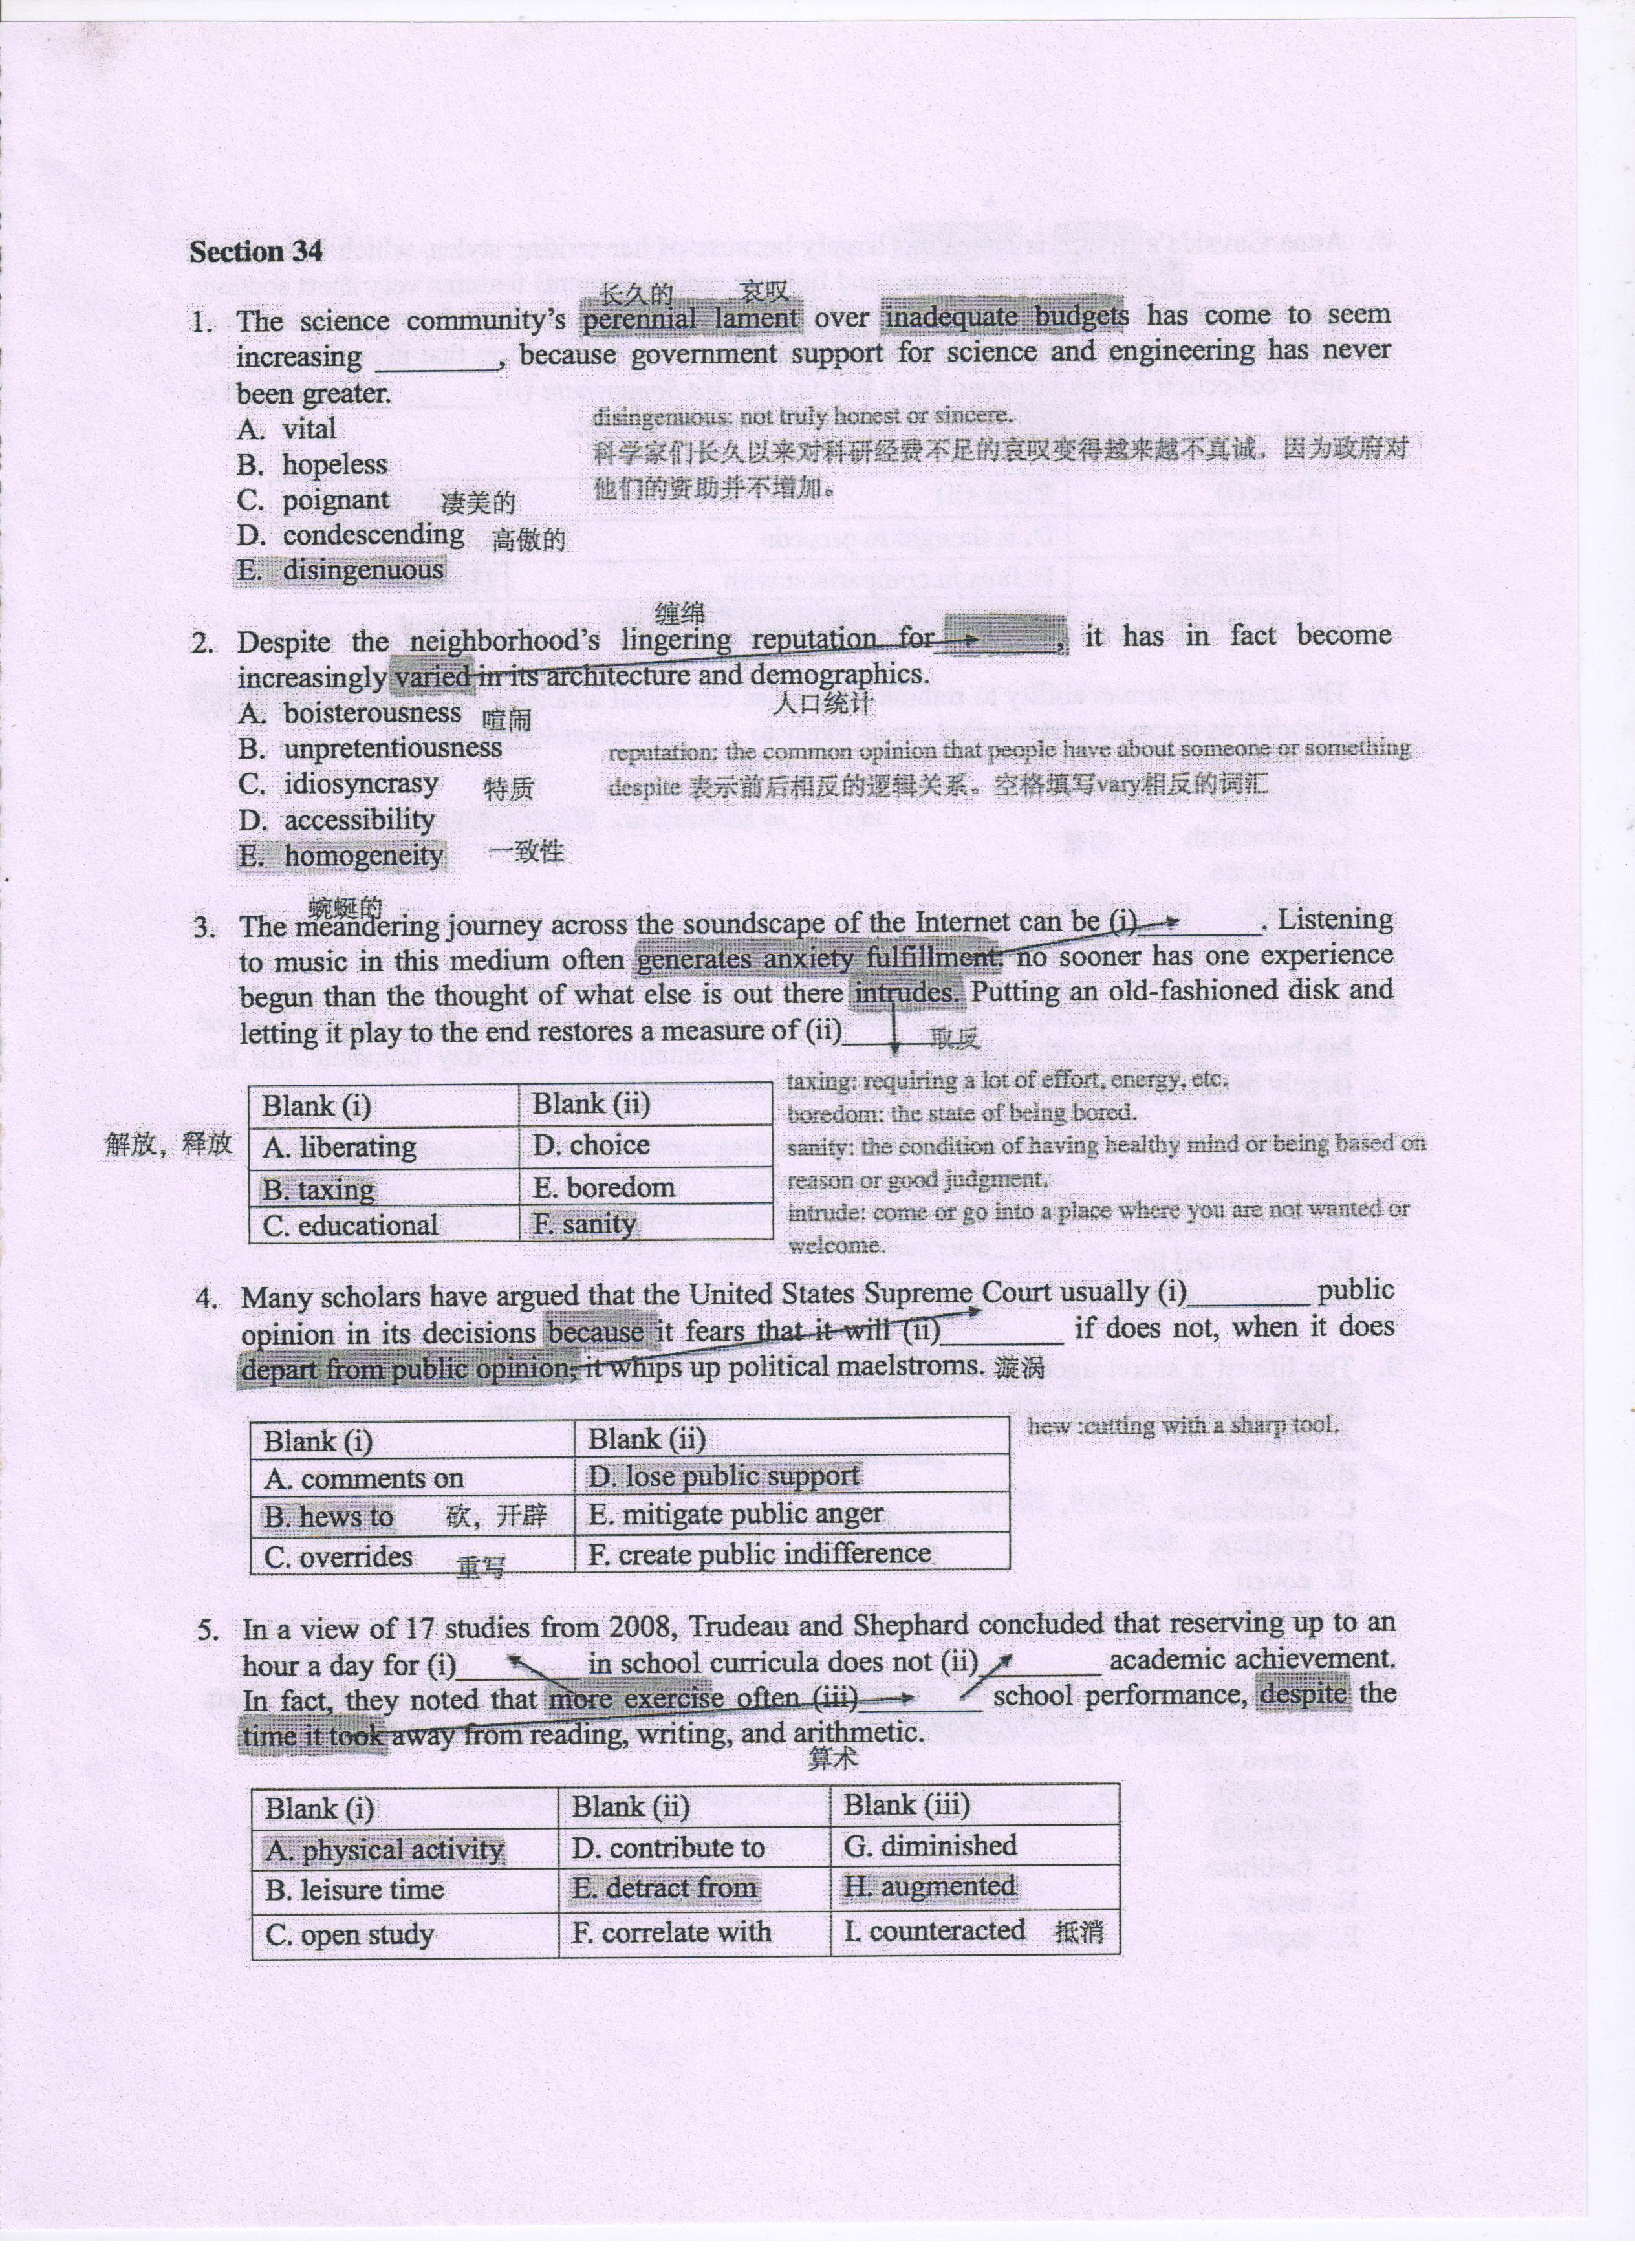 Section 34
长久的 哀叹
1. The science community's perennial lament over inadequate budgets has come to seem
increasing ________, because government support for science and engineering has never
been greater.
A. vital
disingenuous: not truly honest or sincere.
B. hopeless
科学家们长久以来对科研经费不足的哀叹变得越来越不真诚，因为政府对
他们的资助并不增加。
C. poignant 凄美的
D. condescending 高傲的
E. disingenuous
缠绵
2. Despite the neighborhood's lingering reputation for ________, it has in fact become
increasingly varied in its architecture and demographics.
人口统计
A. boisterousness 喧闹
B. unpretentiousness
reputation: the common opinion that people have about someone or something
C. idiosyncrasy 特质
despite 表示前后相反的逻辑关系。空格填写vary相反的词汇
D. accessibility
E. homogeneity 一致性
蜿蜒的
3. The meandering journey across the soundscape of the Internet can be (i)________. Listening
to music in this medium often generates anxiety fulfillment: no sooner has one experience
begun than the thought of what else is out there intrudes. Putting an old-fashioned disk and
letting it play to the end restores a measure of (ii)________ 取反
Blank (i) Blank (ii)
解放，释放 A. liberating D. choice
B. taxing E. boredom
C. educational F. sanity
taxing: requiring a lot of effort, energy, etc.
boredom: the state of being bored.
sanity: the condition of having healthy mind or being based on
reason or good judgment.
intrude: come or go into a place where you are not wanted or
welcome.
4. Many scholars have argued that the United States Supreme Court usually (i)________ public
opinion in its decisions because it fears that it will (ii)________ if does not, when it does
depart from public opinion, it whips up political maelstroms. 漩涡
Blank (i) Blank (ii)
hew :cutting with a sharp tool.
A. comments on D. lose public support
B. hews to 砍，开辟 E. mitigate public anger
C. overrides 重写 F. create public indifference
5. In a view of 17 studies from 2008, Trudeau and Shephard concluded that reserving up to an
hour a day for (i)________ in school curricula does not (ii)________ academic achievement.
In fact, they noted that more exercise often (iii)________ school performance, despite the
time it took away from reading, writing, and arithmetic.
算术
Blank (i) Blank (ii) Blank (iii)
A. physical activity D. contribute to G. diminished
B. leisure time E. detract from H. augmented
C. open study F. correlate with I. counteracted 抵消